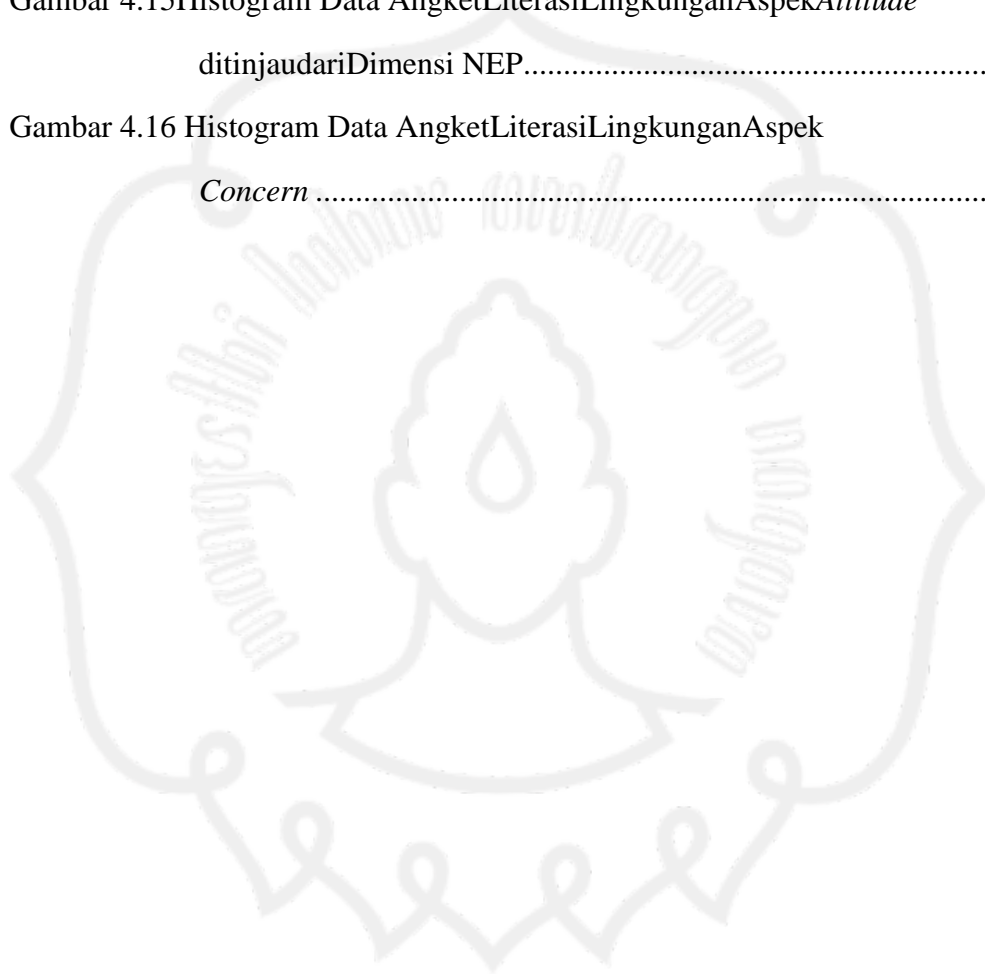 Gambar 4.15Histogram Data AngketLiterasiLingkunganAspekAttitude
ditinjaudariDimensi NEP..........................................................
Gambar 4.16 Histogram Data AngketLiterasiLingkunganAspek
Concern ....................................................................................